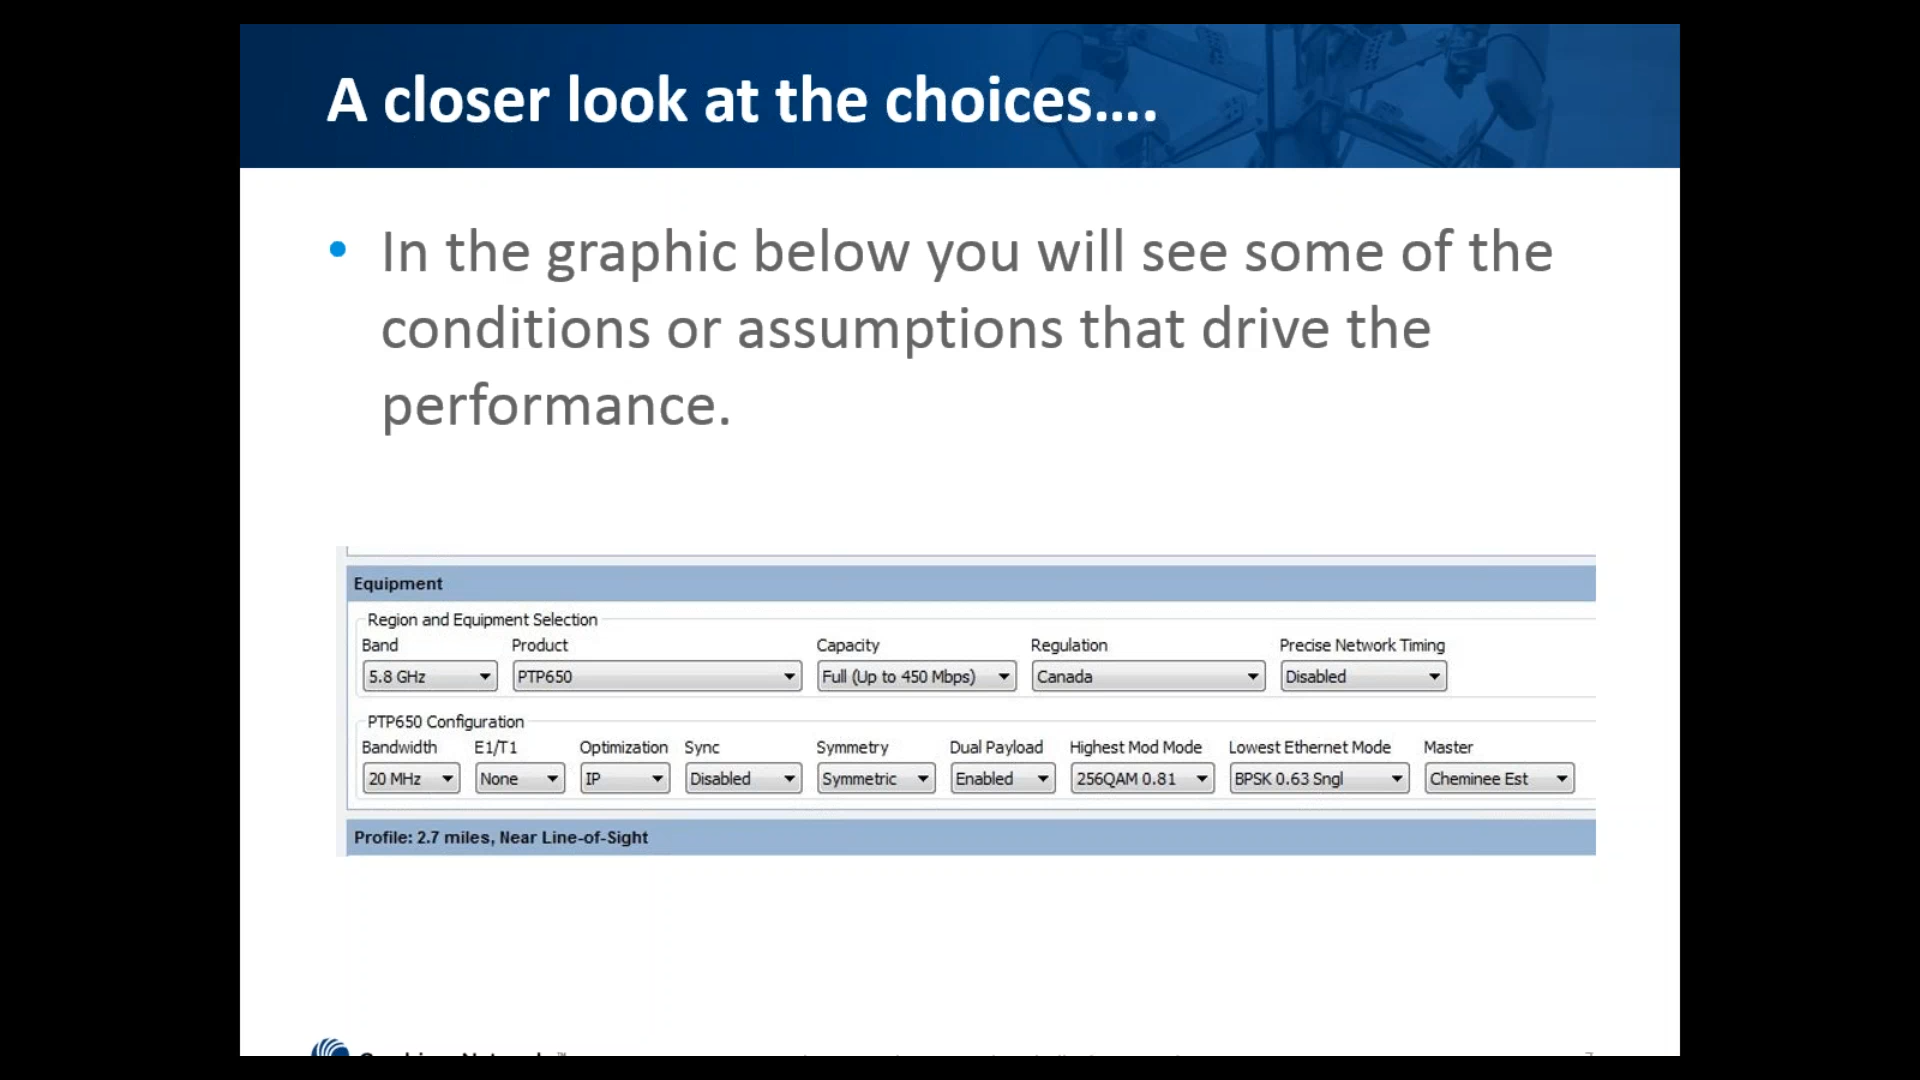 A closer look at the choices....
• In the graphic below you will see some of the
conditions or assumptions that drive the
performance.
Equipment
Region and Equipment Selection
Band Product Capacity Regulation Precise Network Timing
5.8 GHz PTP650 Full (Up to 450 Mbps) Canada Disabled
PTP650 Configuration
Bandwidth E1/T1 Optimization Sync Symmetry Dual Payload Highest Mod Mode Lowest Ethernet Mode Master
20 MHz None IP Disabled Symmetric Enabled 256QAM 0.81 BPSK 0.63 Sngl Cheminee Est
Profile: 2.7 miles, Near Line-of-Sight